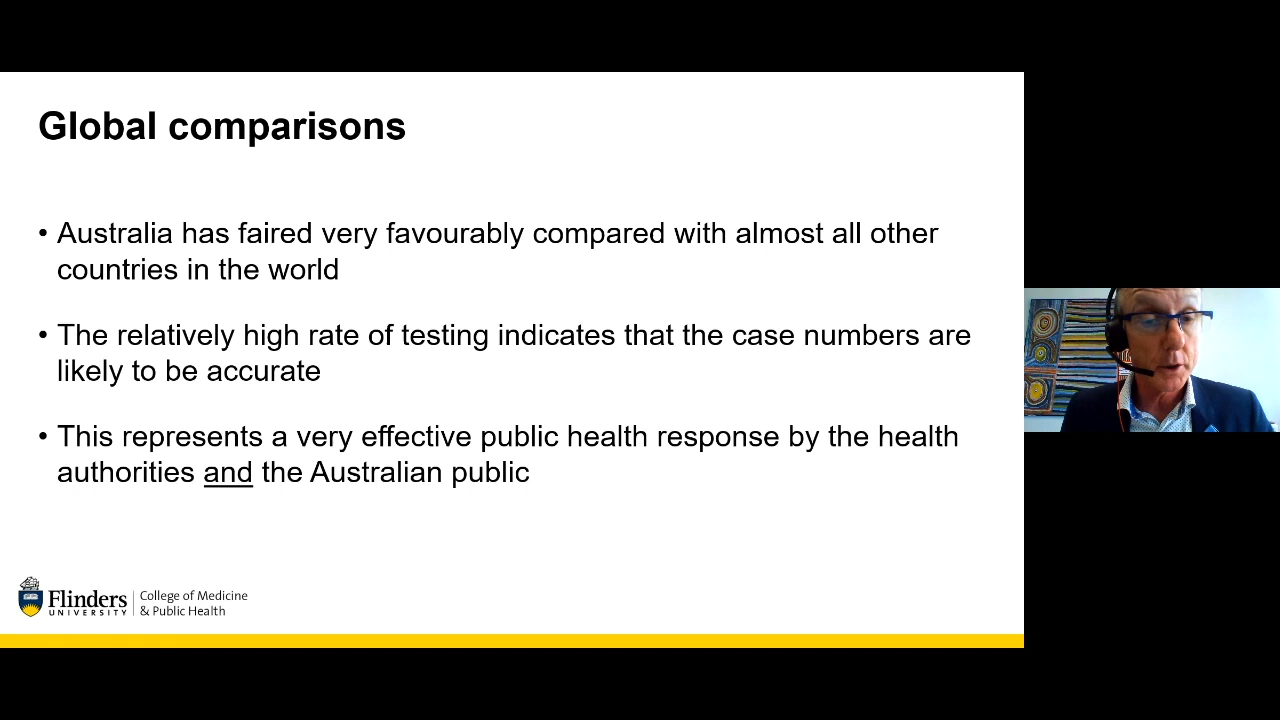 Global comparisons
• Australia has faired very favourably compared with almost all other
countries in the world
• The relatively high rate of testing indicates that the case numbers are
likely to be accurate
• This represents a very effective public health response by the health
authorities and the Australian public
Flinders
UNIVERSITY
College of Medicine
& Public Health